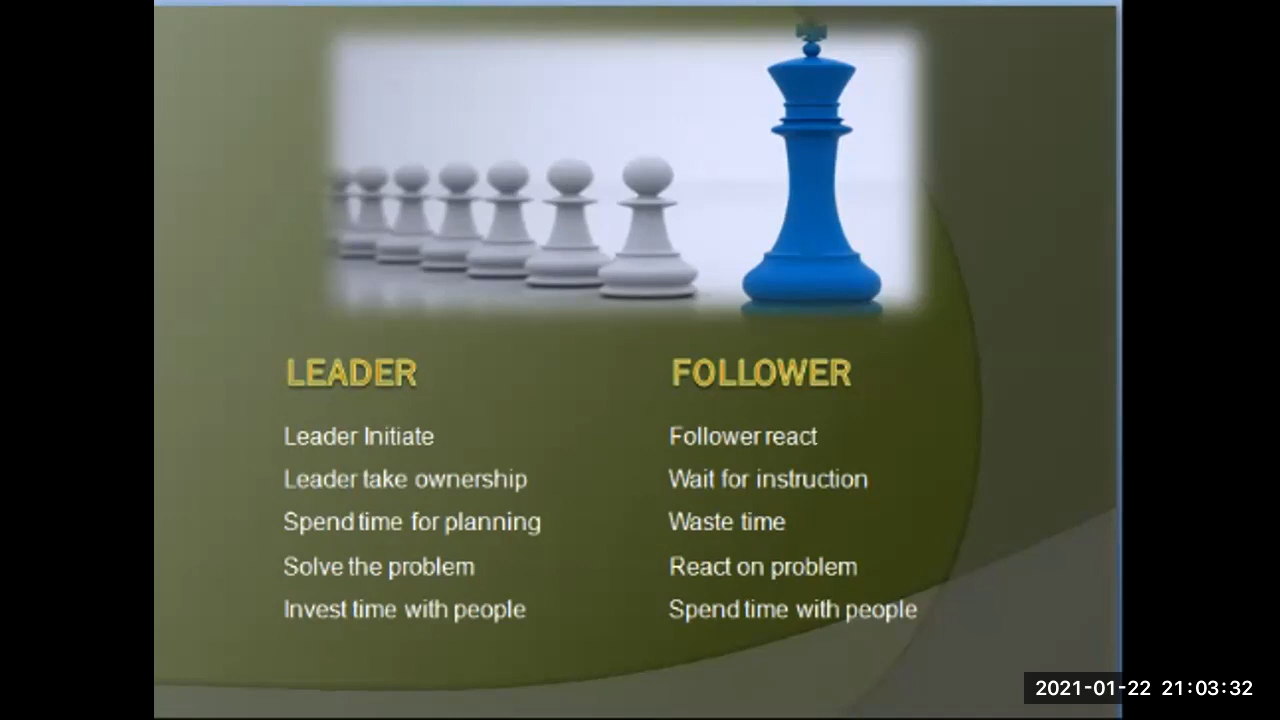 LEADER
Leader Initiate
Leader take ownership
Spend time for planning
Solve the problem
Invest time with people
FOLLOWER
Follower react
Wait for instruction
Waste time
React on problem
Spend time with people
2021-01-22 21:03:32